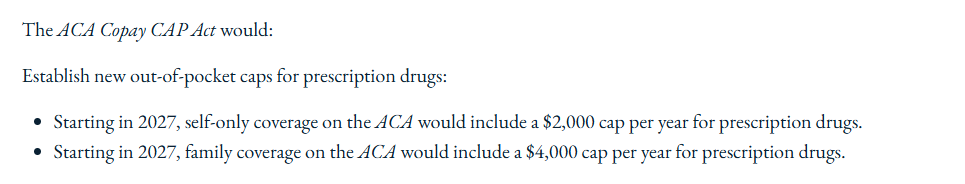 The ACA Copay CAP Act would:
Establish new out-of-pocket caps for prescription drugs:
• Starting in 2027, self-only coverage on the ACA would include a $2,000 cap per year for prescription drugs.
• Starting in 2027, family coverage on the ACA would include a $4,000 cap per year for prescription drugs.